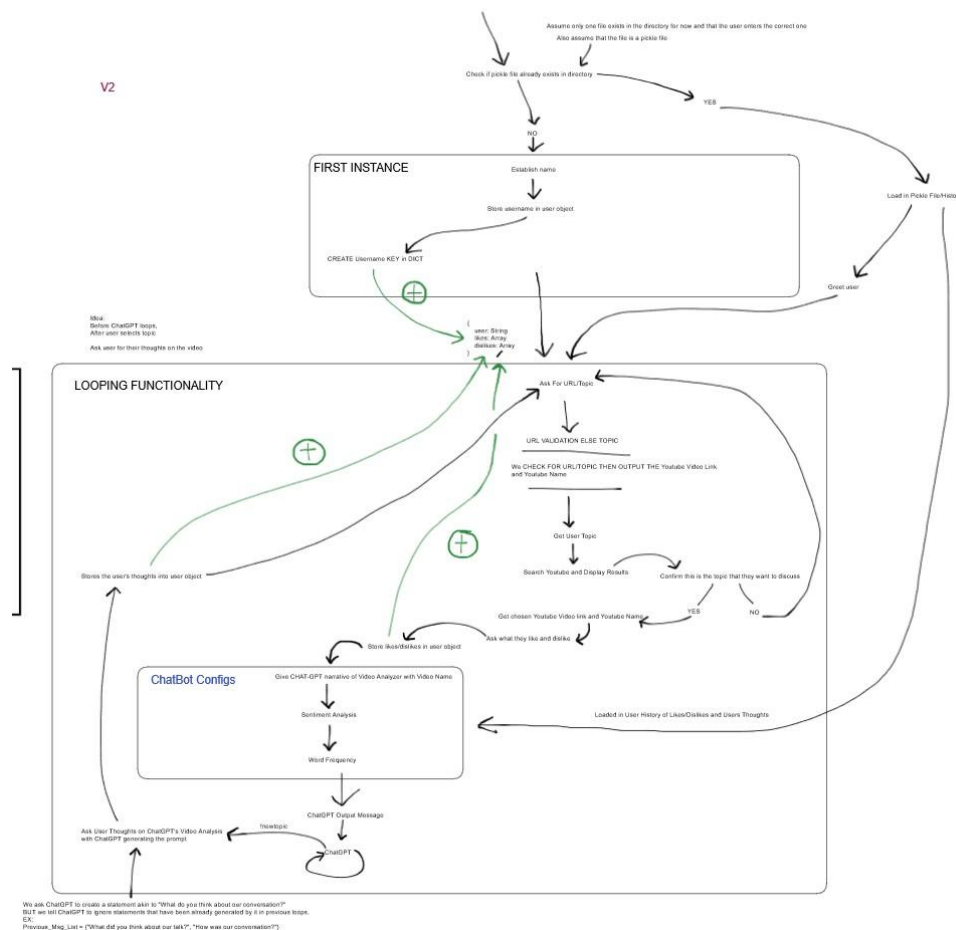 Assume only one file exists in the directory for now and that the user enters the correct one
Also assume that the file is a pickle file
V2
Check if pickle file already exists in directory
YES
NO
FIRST INSTANCE
Establish name
Store username in user object
CREATE Username KEY in DICT
Load in Pickle File/Histo
Greet user
Idea:
Before ChatGPT loops,
After user selects topic
Ask user for their thoughts on the video
{
user: String
likes: Array
dislikes: Array
}
LOOPING FUNCTIONALITY
Ask For URL/Topic
URL VALIDATION ELSE TOPIC
We CHECK FOR URL/TOPIC THEN OUTPUT THE Youtube Video Link
and Youtube Name
Get User Topic
Search Youtube and Display Results
Confirm this is the topic that they want to discuss
Stores the user's thoughts into user object
YES
NO
Get chosen Youtube Video link and Youtube Name
Ask what they like and dislike
Store likes/dislikes in user object
ChatBot Configs
Give CHAT-GPT narrative of Video Analyzer with Video Name
Sentiment Analysis
Word Frequency
Loaded in User History of Likes/Dislikes and Users Thoughts
ChatGPT Output Message
!newtopic
ChatGPT
Ask User Thoughts on ChatGPT's Video Analysis
with ChatGPT generating the prompt.
We ask ChatGPT to create a statement akin to "What do you think about our conversation?"
BUT we tell ChatGPT to ignore statements that have been already generated by it in previous loops.
EX:
Previous_Msg_List = {"What did you think about our talk?", "How was our conversation?"}